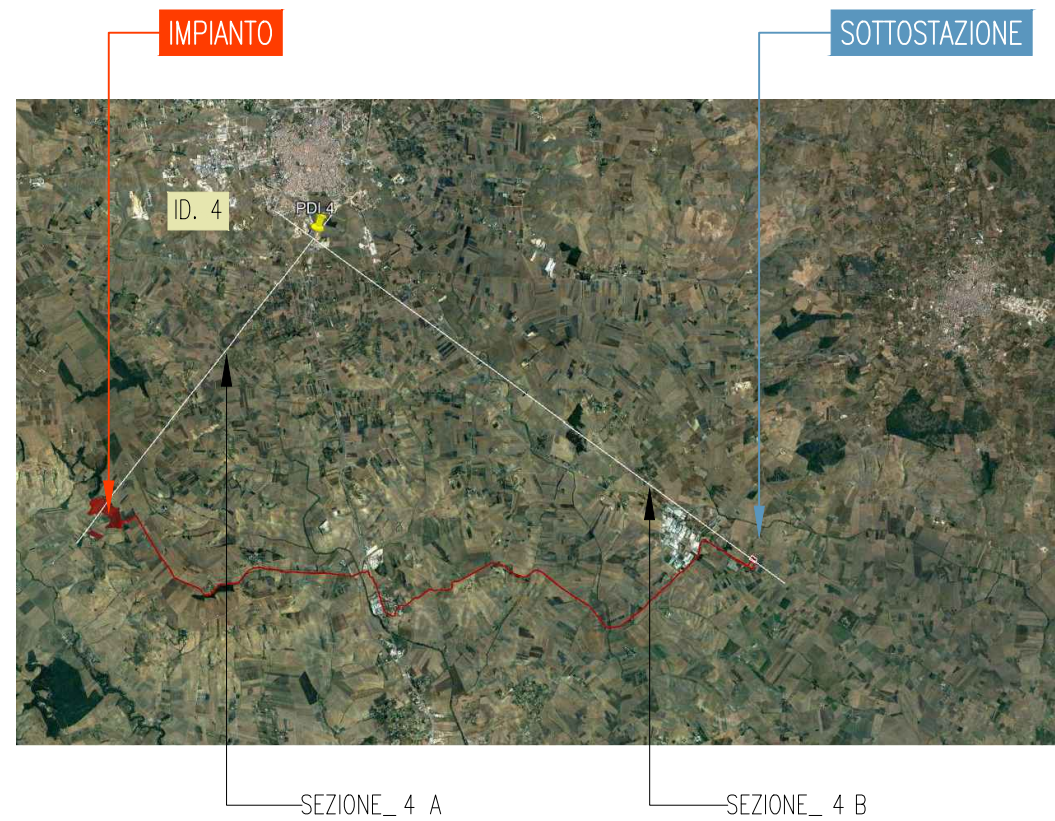 IMPIANTO
SOTTOSTAZIONE
ID. 4
PDI 4
SEZIONE_ 4 A
SEZIONE_ 4 B